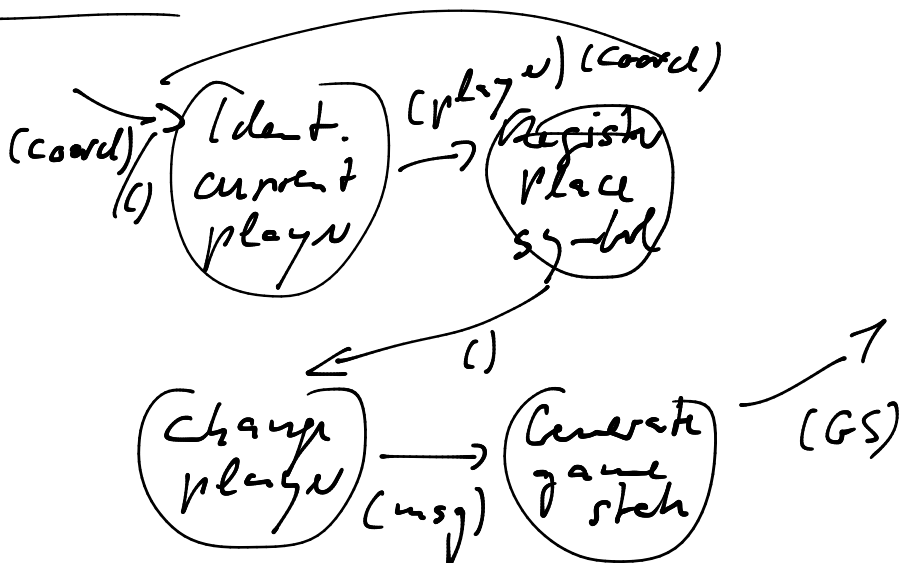 (player) (coord)
(coord)
()
Ident.
current
player
Register
place
symbol
()
change
player
(msg)
Generate
game
state
(GS)